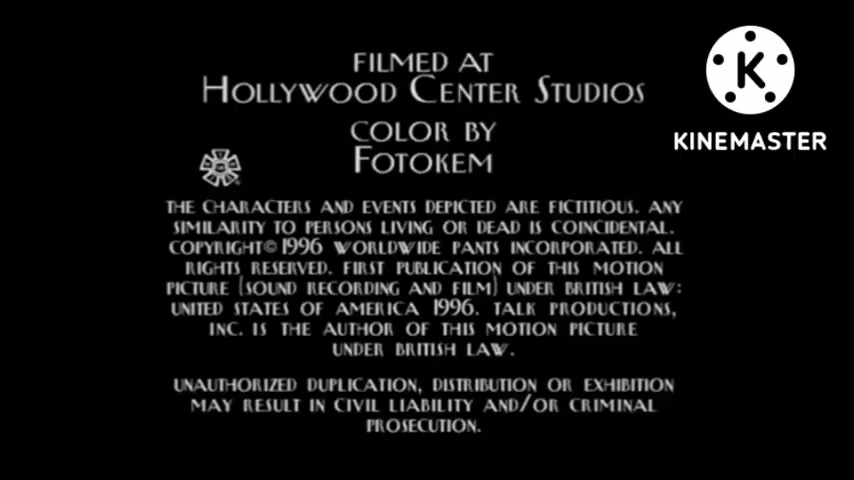 FILMED AT
HOLLYWOOD CENTER STUDIOS
COLOR BY
FOTOKEM
THE CHARACTERS AND EVENTS DEPICTED ARE FICTITIOUS. ANY
SIMILARITY TO PERSONS LIVING OR DEAD IS COINCIDENTAL.
COPYRIGHT© 1996 WORLDWIDE PANTS INCORPORATED. ALL
RIGHTS RESERVED. FIRST PUBLICATION OF THIS MOTION
PICTURE (SOUND RECORDING AND FILM) UNDER BRITISH LAW:
UNITED STATES OF AMERICA 1996. TALK PRODUCTIONS,
INC. IS THE AUTHOR OF THIS MOTION PICTURE
UNDER BRITISH LAW.
UNAUTHORIZED DUPLICATION, DISTRIBUTION OR EXHIBITION
MAY RESULT IN CIVIL LIABILITY AND/OR CRIMINAL
PROSECUTION.
K
KINEMASTER